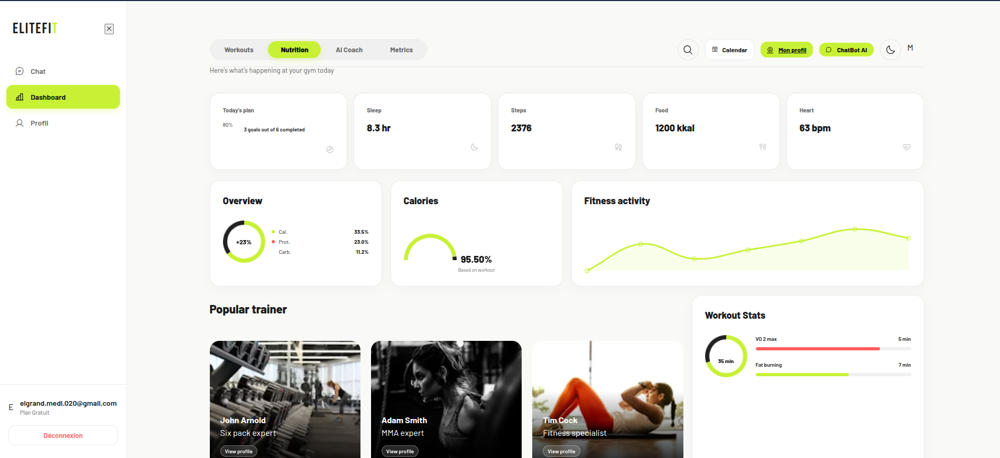 ELITEFIT
Chat
Dashboard
Profil
elgrand.medi.020@gmail.com
E
Plan Gratuit
Déconnexion
Workouts
Nutrition
AI Coach
Metrics
Calendar
Mon profil
ChatBot AI
M
Here's what's happening at your gym today
Today's plan
80%
3 goals out of 6 completed
Sleep
8.3 hr
Steps
2376
Food
1200 kkal
Heart
63 bpm
Overview
+23%
Cal. 33.5%
Prot. 23.0%
Carb. 11.2%
Calories
95.50%
Based on workout
Fitness activity
Popular trainer
John Arnold
Six pack expert
View profile
Adam Smith
MMA expert
View profile
Tim Cock
Fitness specialist
View profile
Workout Stats
35 min
VO 2 max 5 min
Fat burning 7 min